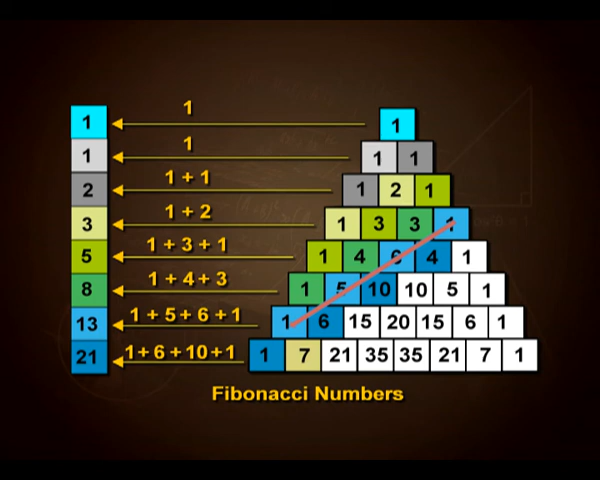 1 1 1
1 1 1 1
2 1 + 1 1 2 1
3 1 + 2 1 3 3 1
5 1 + 3 + 1 1 4 6 4 1
8 1 + 4 + 3 1 5 10 10 5 1
13 1 + 5 + 6 + 1 1 6 15 20 15 6 1
21 1 + 6 + 10 + 1 1 7 21 35 35 21 7 1
Fibonacci Numbers